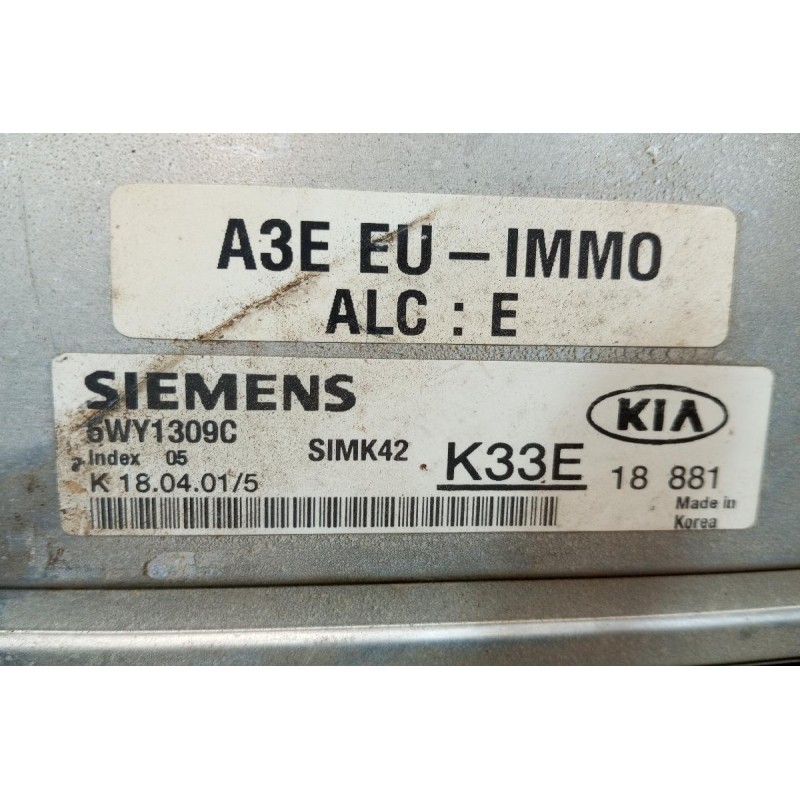 A3E EU - IMMO
ALC : E
SIEMENS
5WY1309C
Index 05
SIMK42
K33E
K 18.04.01/5
KIA
18 881
Made in
Korea